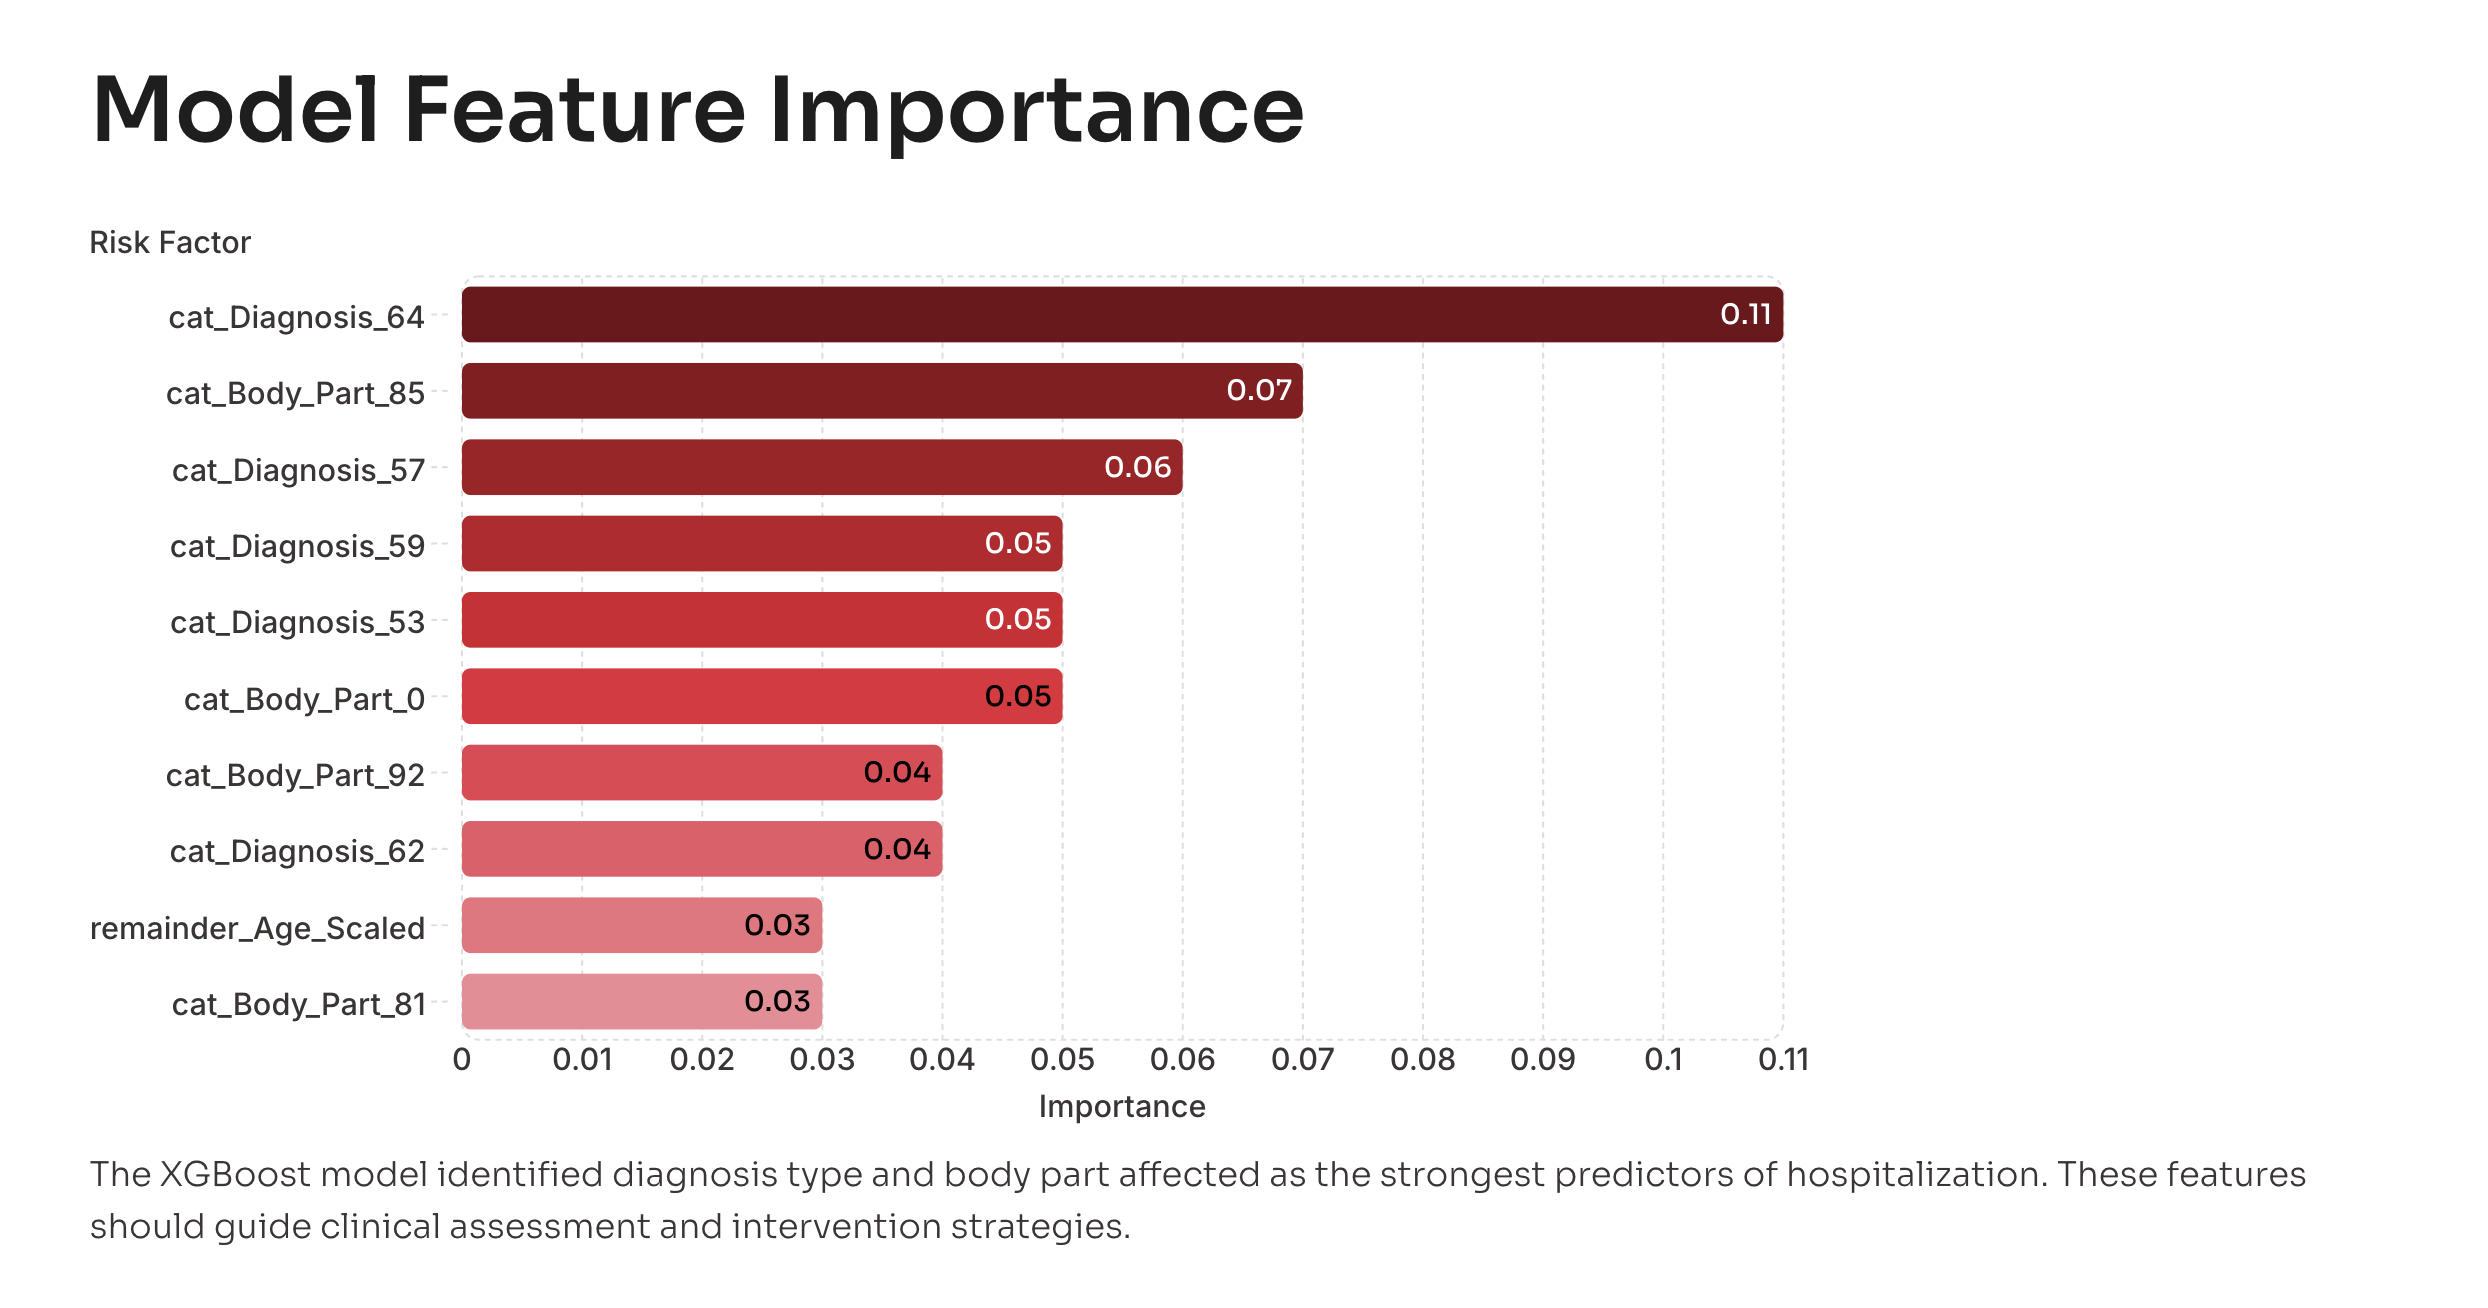 Model Feature Importance
Risk Factor
cat_Diagnosis_64 0.11
cat_Body_Part_85 0.07
cat_Diagnosis_57 0.06
cat_Diagnosis_59 0.05
cat_Diagnosis_53 0.05
cat_Body_Part_0 0.05
cat_Body_Part_92 0.04
cat_Diagnosis_62 0.04
remainder_Age_Scaled 0.03
cat_Body_Part_81 0.03
0 0.01 0.02 0.03 0.04 0.05 0.06 0.07 0.08 0.09 0.1 0.11
Importance
The XGBoost model identified diagnosis type and body part affected as the strongest predictors of hospitalization. These features
should guide clinical assessment and intervention strategies.